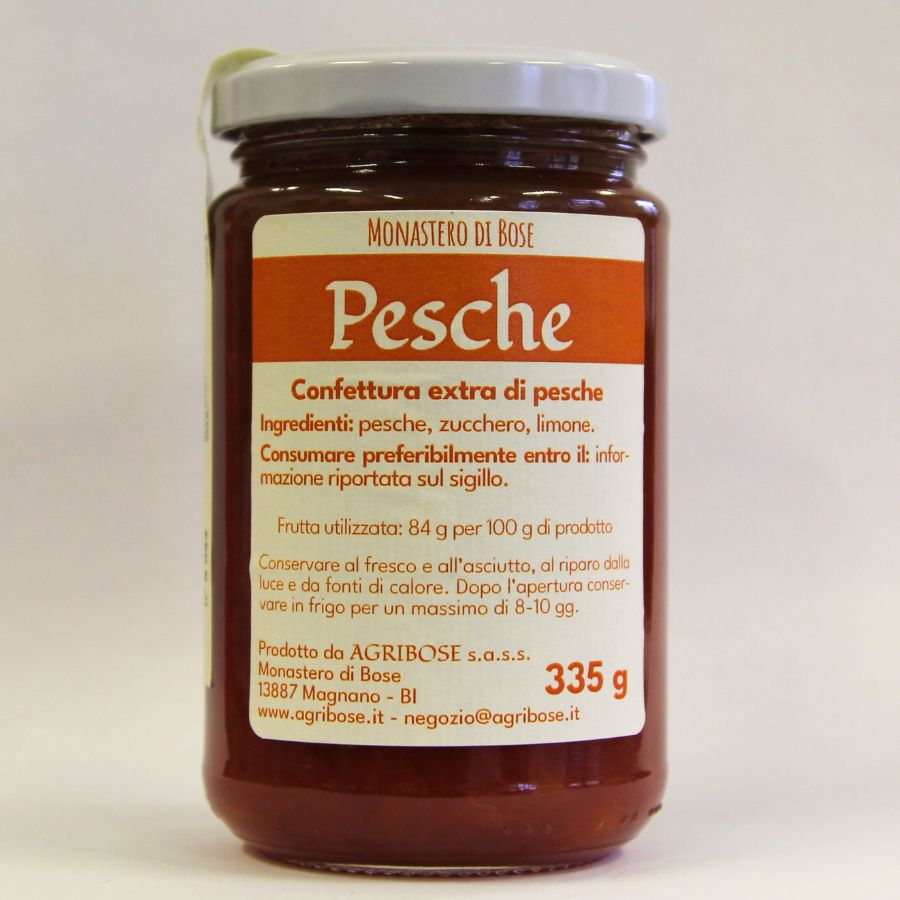 Monastero di Bose
Pesche
Confettura extra di pesche
Ingredienti: pesche, zucchero, limone.
Consumare preferibilmente entro il: infor-
mazione riportata sul sigillo.
Frutta utilizzata: 84 g per 100 g di prodotto
Conservare al fresco e all'asciutto, al riparo dalla
luce e da fonti di calore. Dopo l'apertura conser-
vare in frigo per un massimo di 8-10 gg.
Prodotto da AGRIBOSE s.a.s.s.
Monastero di Bose
13887 Magnano - BI
www.agribose.it - negozio@agribose.it
335 g